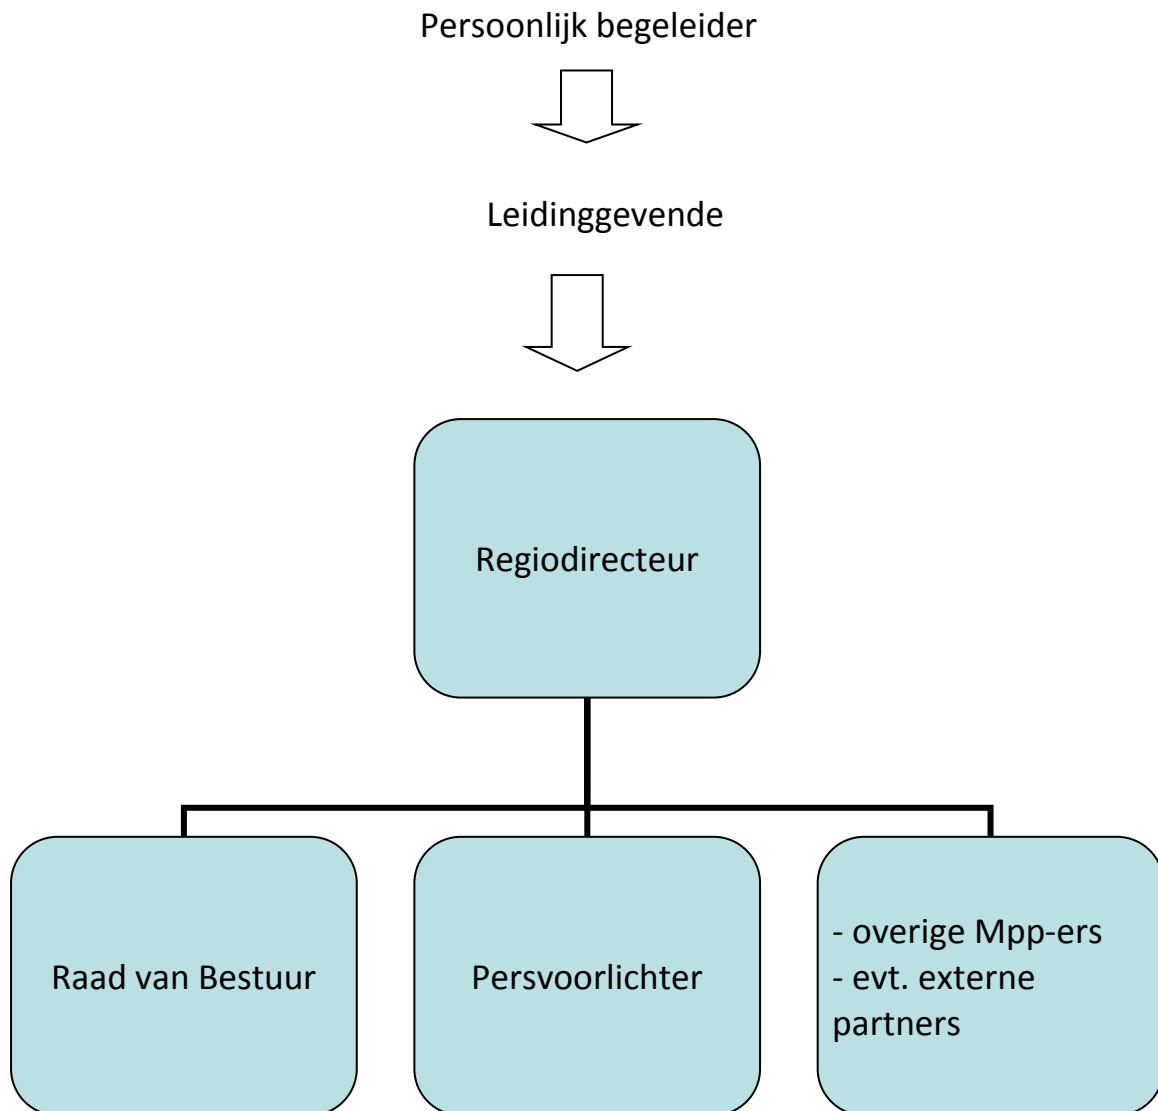 Persoonlijk begeleider
Leidinggevende
Regiodirecteur
Raad van Bestuur
Persvoorlichter
- overige Mpp-ers
- evt. externe
partners